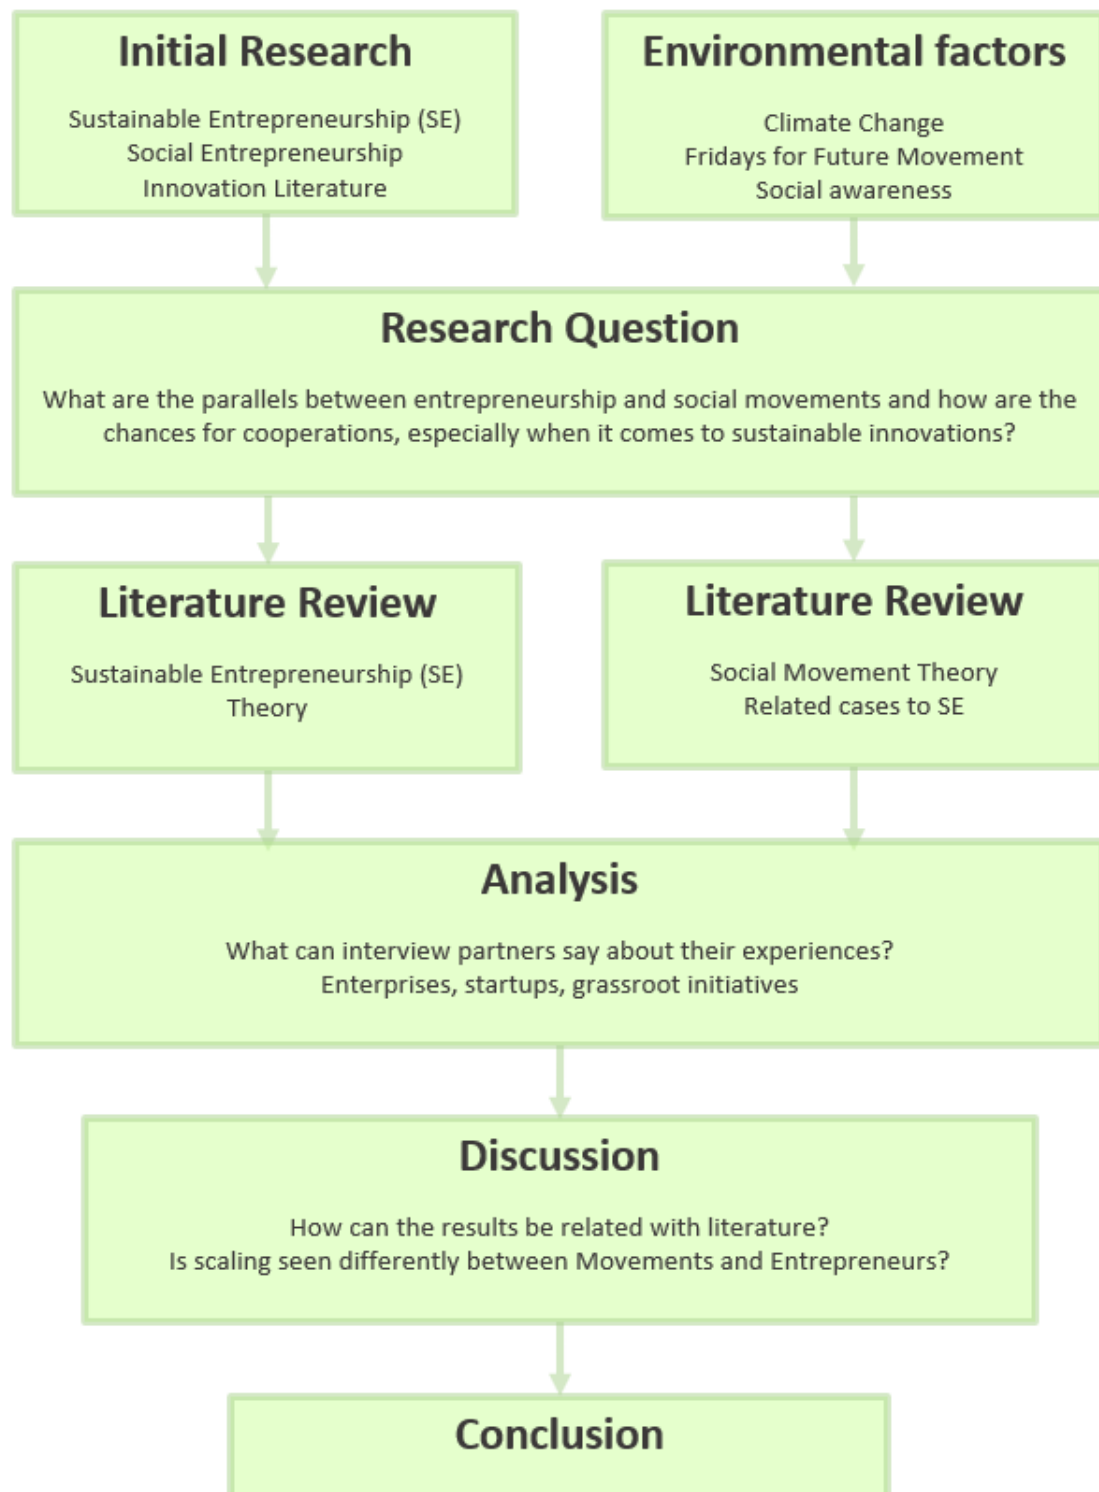 Initial Research
Sustainable Entrepreneurship (SE)
Social Entrepreneurship
Innovation Literature
Environmental factors
Climate Change
Fridays for Future Movement
Social awareness
Research Question
What are the parallels between entrepreneurship and social movements and how are the
chances for cooperations, especially when it comes to sustainable innovations?
Literature Review
Sustainable Entrepreneurship (SE)
Theory
Literature Review
Social Movement Theory
Related cases to SE
Analysis
What can interview partners say about their experiences?
Enterprises, startups, grassroot initiatives
Discussion
How can the results be related with literature?
Is scaling seen differently between Movements and Entrepreneurs?
Conclusion